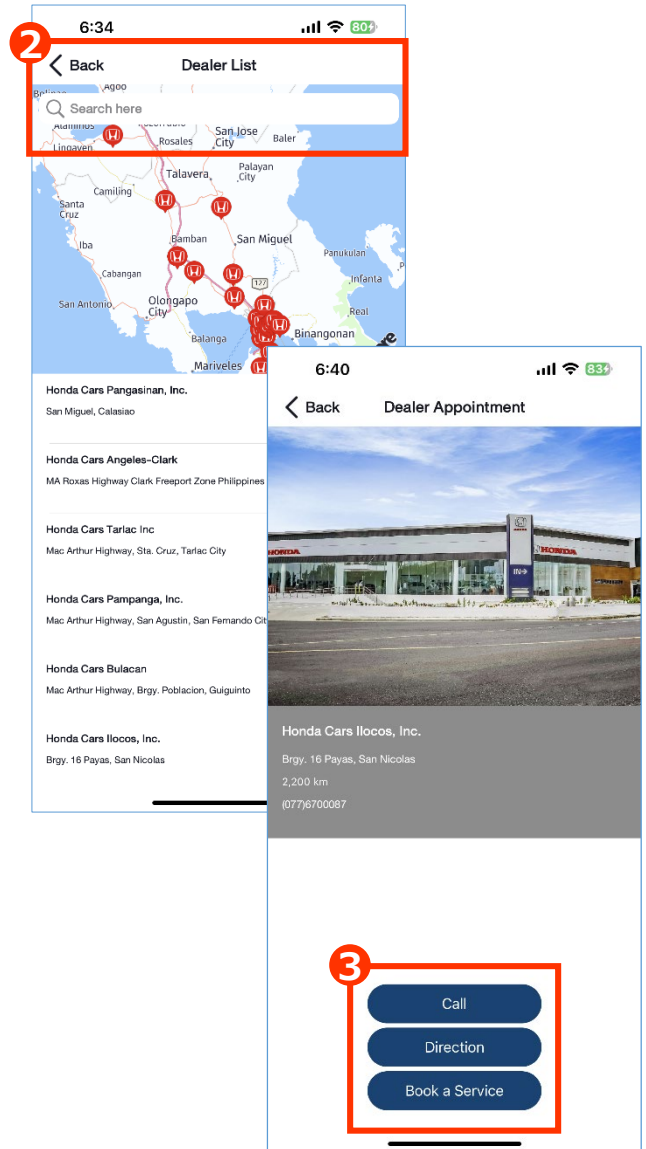 2
6:34
80
Back
Dealer List
Agoo
Search here
Rosales
San Jose
City
Baler
Lingayen
Talavera
Palayan
City
Camiling
Santa
Cruz
Iba
Bamban
San Miguel
Panukulan
Cabangan
127
Infanta
San Antonio
Olongapo
City
Real
Balanga
Binangonan
Mariveles
Honda Cars Pangasinan, Inc.
San Miguel, Calasiao
Honda Cars Angeles-Clark
MA Roxas Highway Clark Freeport Zone Philippines
Honda Cars Tarlac Inc
Mac Arthur Highway, Sta. Cruz, Tarlac City
Honda Cars Pampanga, Inc.
Mac Arthur Highway, San Agustin, San Fernando Cit
Honda Cars Bulacan
Mac Arthur Highway, Brgy. Poblacion, Guiguinto
Honda Cars Ilocos, Inc.
Brgy. 16 Payas, San Nicolas
6:40
83
Back
Dealer Appointment
HONDA
HONDA
IN
Honda Cars Ilocos, Inc.
Brgy. 16 Payas, San Nicolas
2,200 km
(077)6700087
3
Call
Direction
Book a Service